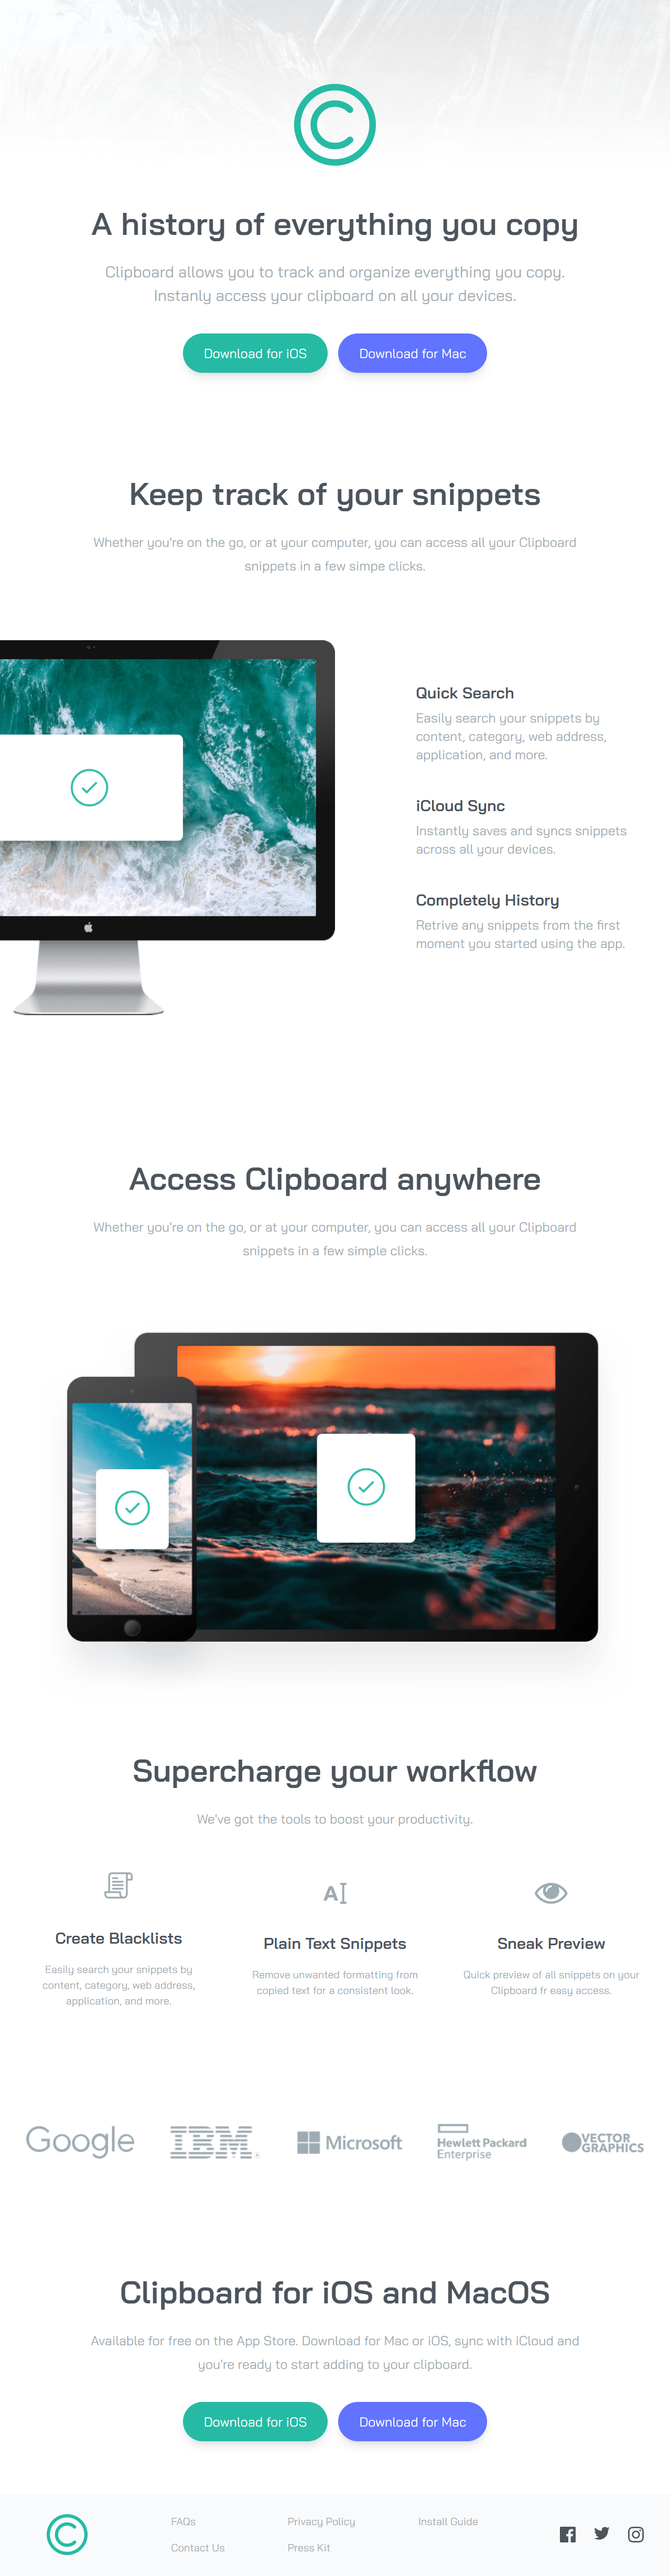 A history of everything you copy
Clipboard allows you to track and organize everything you copy.
Instanly access your clipboard on all your devices.
Download for iOS
Download for Mac
Keep track of your snippets
Whether you're on the go, or at your computer, you can access all your Clipboard
snippets in a few simpe clicks.
Quick Search
Easily search your snippets by
content, category, web address,
application, and more.
iCloud Sync
Instantly saves and syncs snippets
across all your devices.
Completely History
Retrive any snippets from the first
moment you started using the app.
Access Clipboard anywhere
Whether you're on the go, or at your computer, you can access all your Clipboard
snippets in a few simple clicks.
Supercharge your workflow
We've got the tools to boost your productivity.
Create Blacklists
Easily search your snippets by
content, category, web address,
application, and more.
Plain Text Snippets
Remove unwanted formatting from
copied text for a consistent look.
Sneak Preview
Quick preview of all snippets on your
Clipboard fr easy access.
Google
IBM
Microsoft
Hewlett Packard
Enterprise
VECTOR
GRAPHICS
Clipboard for iOS and MacOS
Available for free on the App Store. Download for Mac or iOS, sync with iCloud and
you're ready to start adding to your clipboard.
Download for iOS
Download for Mac
FAQs
Contact Us
Privacy Policy
Press Kit
Install Guide